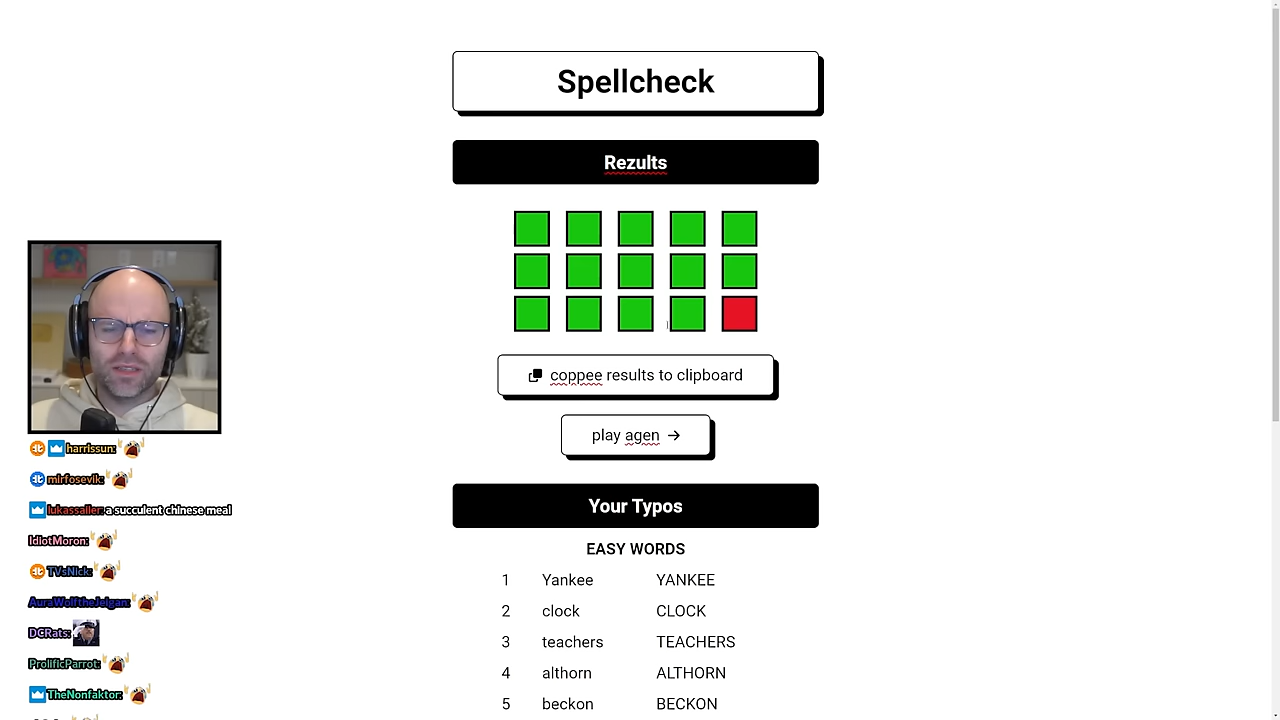 Spellcheck
Rezults
coppee results to clipboard
play agen →
Your Typos
EASY WORDS
1 Yankee YANKEE
2 clock CLOCK
3 teachers TEACHERS
4 althorn ALTHORN
5 beckon BECKON
harrissun:
mirfosevik:
lukassailer: a succulent chinese meal
IdiotMoron:
TVsNick:
AuraWolftheJeigan:
DCRats:
ProlificParrot:
TheNonfaktor: